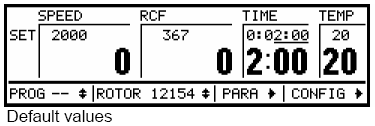 SPEED RCF TIME TEMP
SET 2000 367 0:02:00 20
0 0 2:00 20
PROG -- ♦ ROTOR 12154 ♦ PARA ▶ CONFIG ▶
Default values